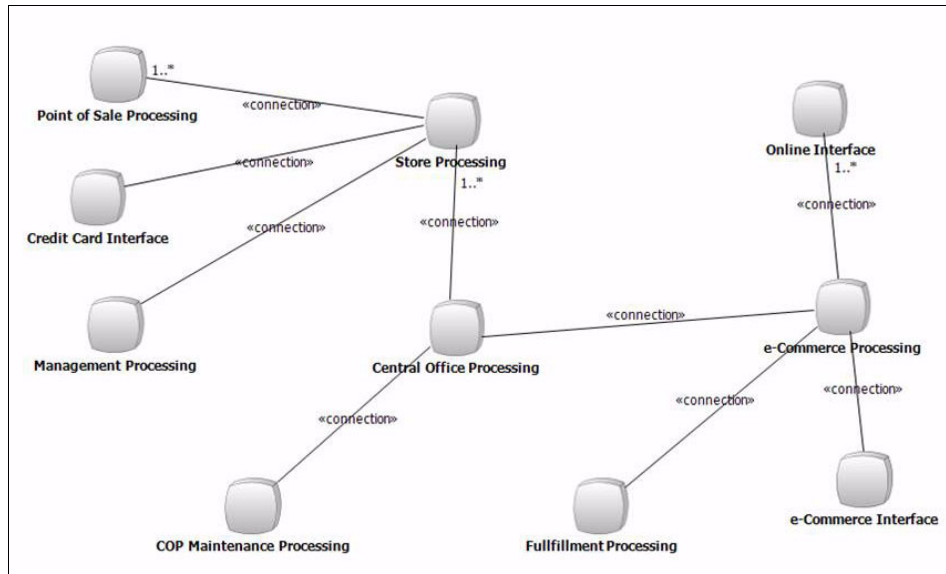 1..*
Point of Sale Processing
«connection»
Store Processing
Online Interface
1..*
«connection»
Credit Card Interface
«connection»
1..*
«connection»
«connection»
Management Processing
Central Office Processing
«connection»
e-Commerce Processing
«connection»
«connection»
«connection»
COP Maintenance Processing
Fullfillment Processing
e-Commerce Interface